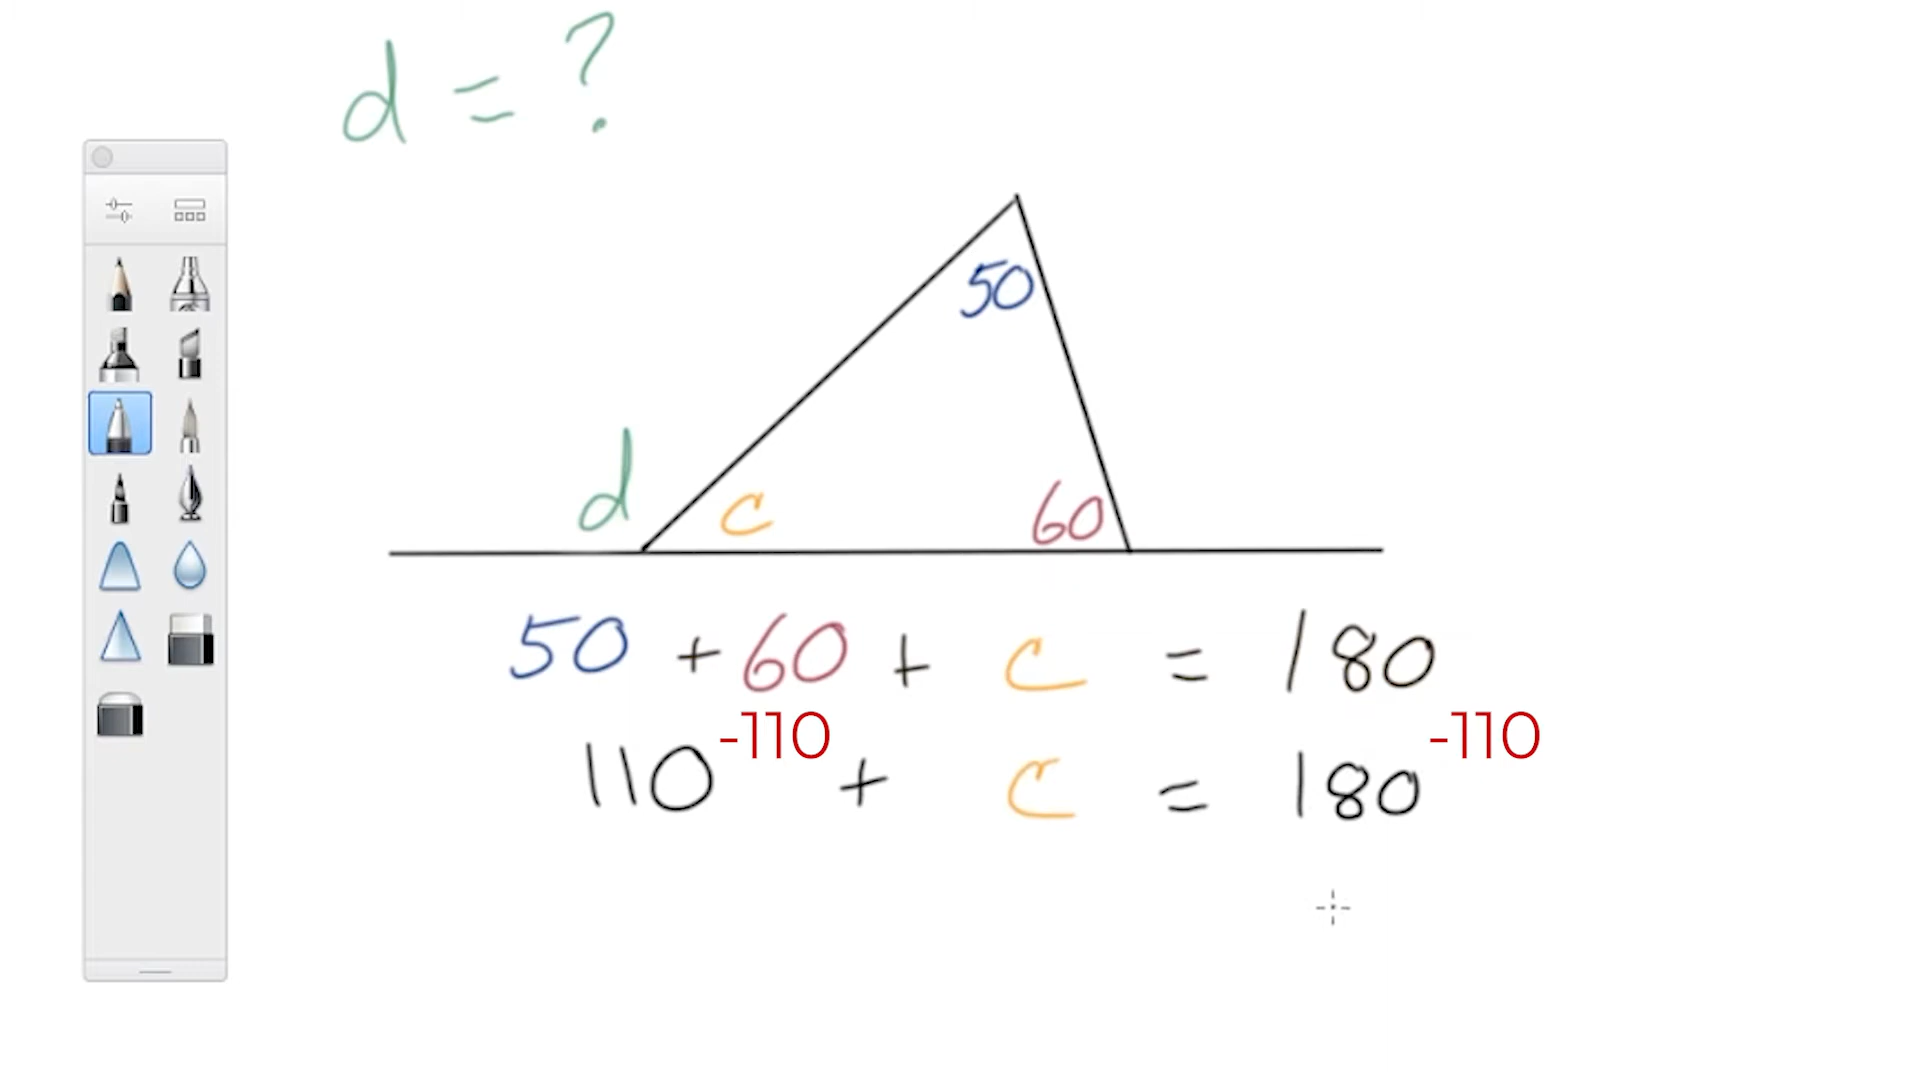 d = ?
50
d
c
60
50 + 60 + c = 180
-110 -110
110 + c = 180